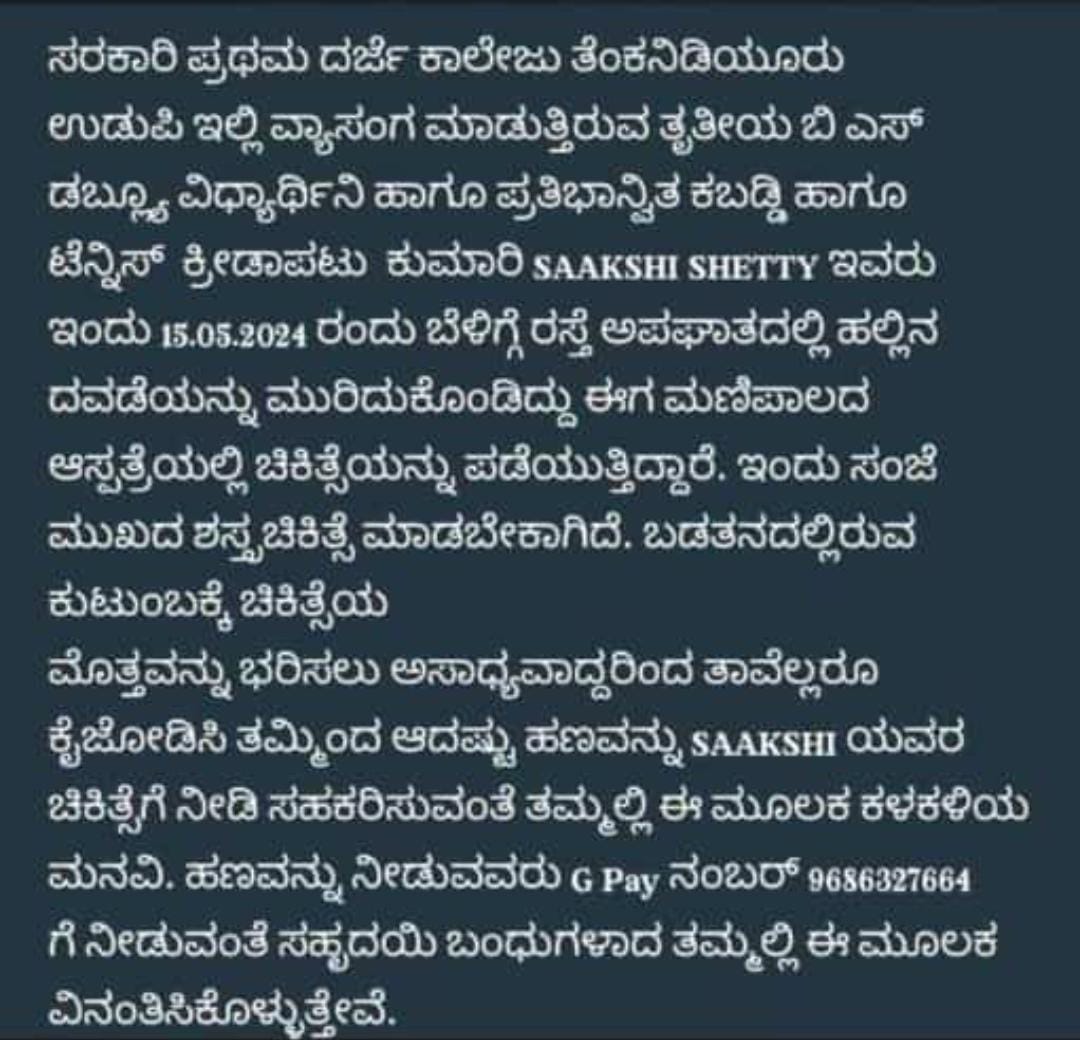 ಸರಕಾರಿ ಪ್ರಥಮ ದರ್ಜೆ ಕಾಲೇಜು ತೆಂಕನಿಡಿಯೂರು
ಉಡುಪಿ ಇಲ್ಲಿ ವ್ಯಾಸಂಗ ಮಾಡುತ್ತಿರುವ ತೃತೀಯ ಬಿ ಎಸ್
ಡಬ್ಲ್ಯೂ ವಿಧ್ಯಾರ್ಥಿನಿ ಹಾಗೂ ಪ್ರತಿಭಾನ್ವಿತ ಕಬಡ್ಡಿ ಹಾಗೂ
ಟೆನ್ನಿಸ್ ಕ್ರೀಡಾಪಟು ಕುಮಾರಿ SAAKSHI SHETTY ಇವರು
ಇಂದು 15.05.2024 ರಂದು ಬೆಳಿಗ್ಗೆ ರಸ್ತೆ ಅಪಘಾತದಲ್ಲಿ ಹಲ್ಲಿನ
ದವಡೆಯನ್ನು ಮುರಿದುಕೊಂಡಿದ್ದು ಈಗ ಮಣಿಪಾಲದ
ಆಸ್ಪತ್ರೆಯಲ್ಲಿ ಚಿಕಿತ್ಸೆಯನ್ನು ಪಡೆಯುತ್ತಿದ್ದಾರೆ. ಇಂದು ಸಂಜೆ
ಮುಖದ ಶಸ್ತ್ರಚಿಕಿತ್ಸೆ ಮಾಡಬೇಕಾಗಿದೆ. ಬಡತನದಲ್ಲಿರುವ
ಕುಟುಂಬಕ್ಕೆ ಚಿಕಿತ್ಸೆಯ
ಮೊತ್ತವನ್ನು ಭರಿಸಲು ಅಸಾಧ್ಯವಾದ್ದರಿಂದ ತಾವೆಲ್ಲರೂ
ಕೈಜೋಡಿಸಿ ತಮ್ಮಿಂದ ಆದಷ್ಟು ಹಣವನ್ನು SAAKSHI ಯವರ
ಚಿಕಿತ್ಸೆಗೆ ನೀಡಿ ಸಹಕರಿಸುವಂತೆ ತಮ್ಮಲ್ಲಿ ಈ ಮೂಲಕ ಕಳಕಳಿಯ
ಮನವಿ. ಹಣವನ್ನು ನೀಡುವವರು G Pay ನಂಬರ್ 9686327664
ಗೆ ನೀಡುವಂತೆ ಸಹೃದಯಿ ಬಂಧುಗಳಾದ ತಮ್ಮಲ್ಲಿ ಈ ಮೂಲಕ
ವಿನಂತಿಸಿಕೊಳ್ಳುತ್ತೇವೆ.